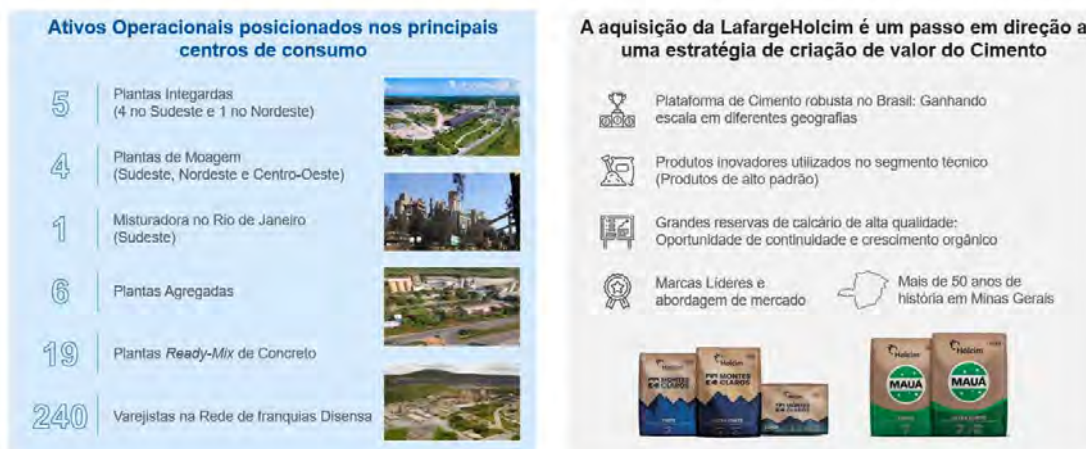 Ativos Operacionais posicionados nos principais
centros de consumo
5
Plantas Integardas
(4 no Sudeste e 1 no Nordeste)
4
Plantas de Moagem
(Sudeste, Nordeste e Centro-Oeste)
1
Misturadora no Rio de Janeiro
(Sudeste)
6
Plantas Agregadas
19
Plantas Ready-Mix de Concreto
240
Varejistas na Rede de franquias Disensa
A aquisição da LafargeHolcim é um passo em direção a
uma estratégia de criação de valor do Cimento
Plataforma de Cimento robusta no Brasil: Ganhando
escala em diferentes geografias
Produtos inovadores utilizados no segmento técnico
(Produtos de alto padrão)
Grandes reservas de calcário de alta qualidade:
Oportunidade de continuidade e crescimento orgânico
Marcas Líderes e
abordagem de mercado
Mais de 50 anos de
história em Minas Gerais
Holcim
MONTES
CLAROS
Holcim
MONTES
CLAROS
MONTES
CLAROS
Holcim
MAUÁ
Holcim
MAUÁ